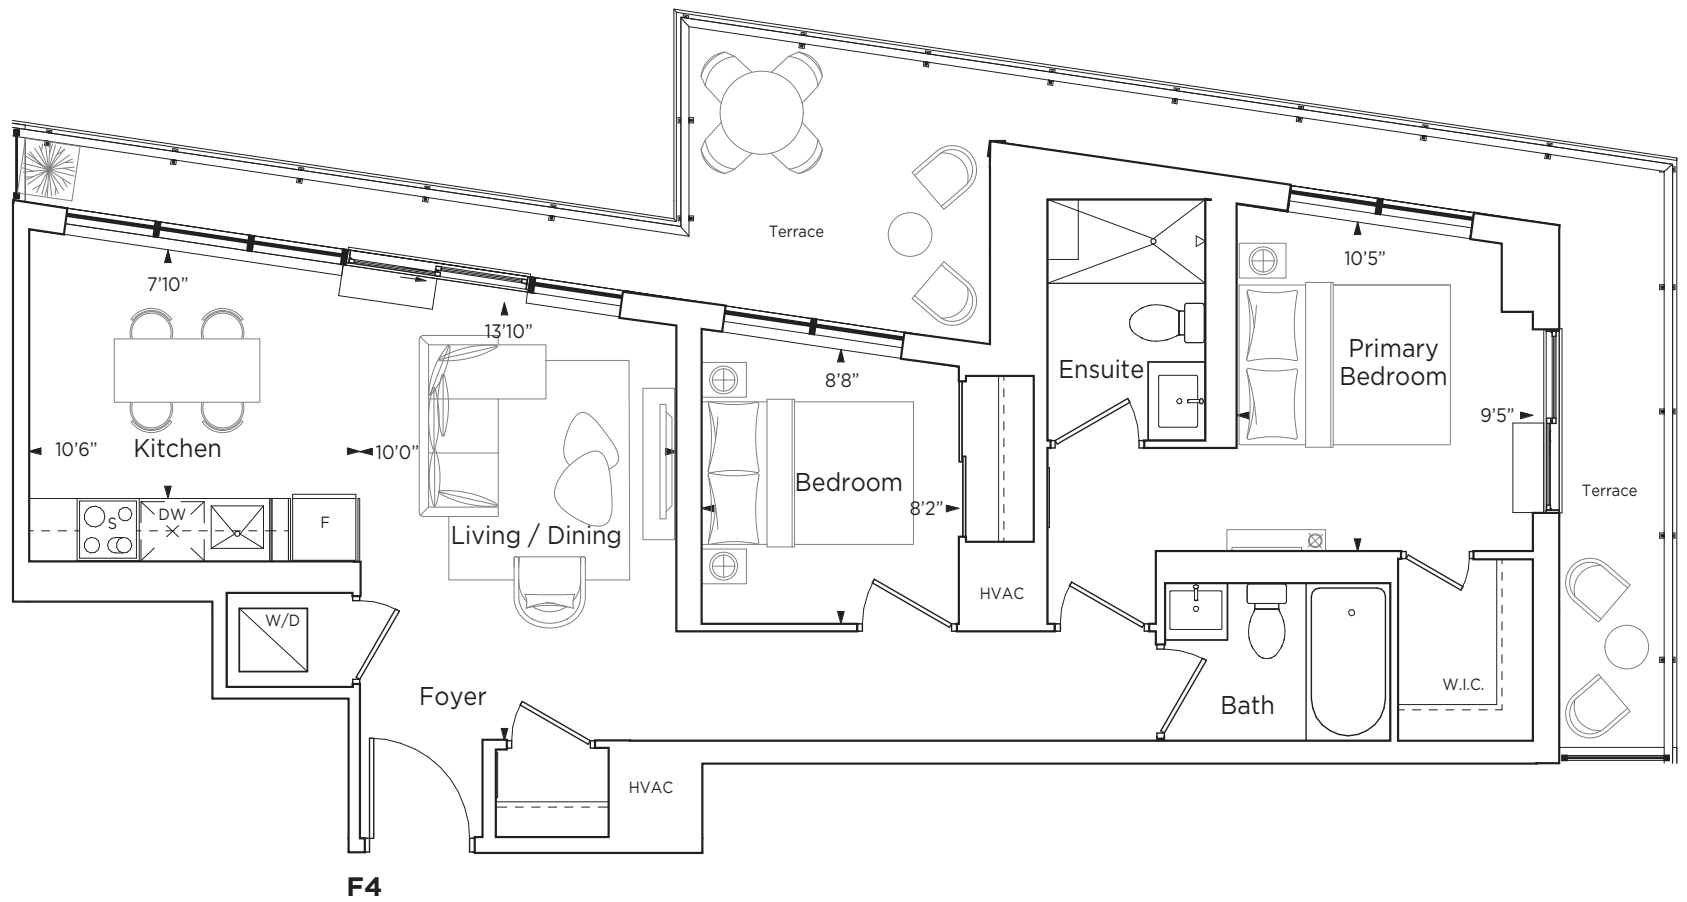 Terrace
7'10”
10'5”
13'10”
Primary
Bedroom
Ensuite
8'8”
9'5”
Kitchen
10'6”
10'0”
Bedroom
8'2”
Terrace
S
DW
F
Living / Dining
HVAC
W/D
Foyer
W.I.C.
Bath
HVAC
F4